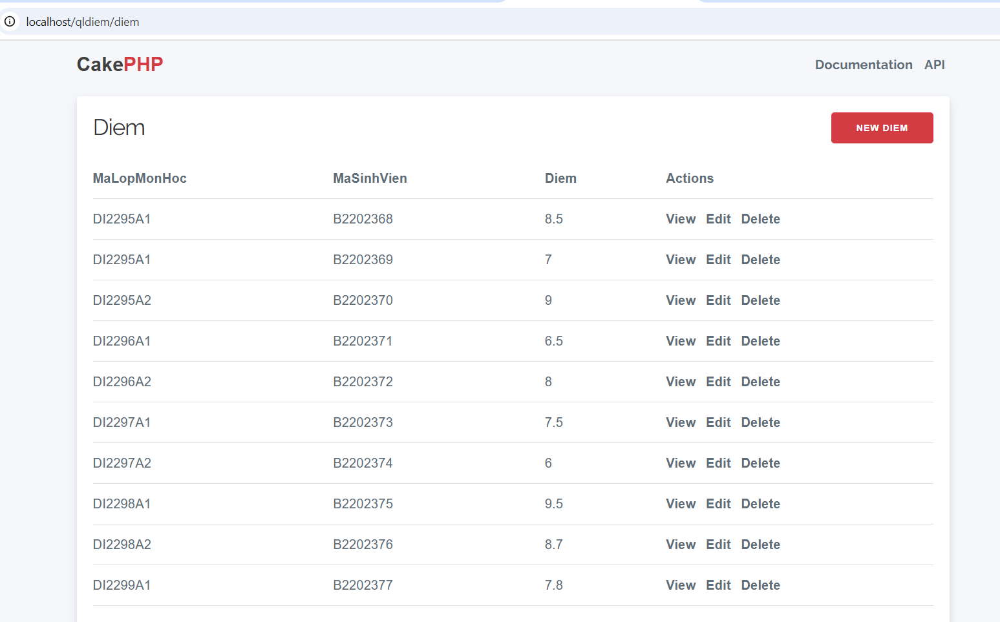 localhost/qldiem/diem
CakePHP Documentation API
Diem NEW DIEM
MaLopMonHoc MaSinhVien Diem Actions
DI2295A1 B2202368 8.5 View Edit Delete
DI2295A1 B2202369 7 View Edit Delete
DI2295A2 B2202370 9 View Edit Delete
DI2296A1 B2202371 6.5 View Edit Delete
DI2296A2 B2202372 8 View Edit Delete
DI2297A1 B2202373 7.5 View Edit Delete
DI2297A2 B2202374 6 View Edit Delete
DI2298A1 B2202375 9.5 View Edit Delete
DI2298A2 B2202376 8.7 View Edit Delete
DI2299A1 B2202377 7.8 View Edit Delete